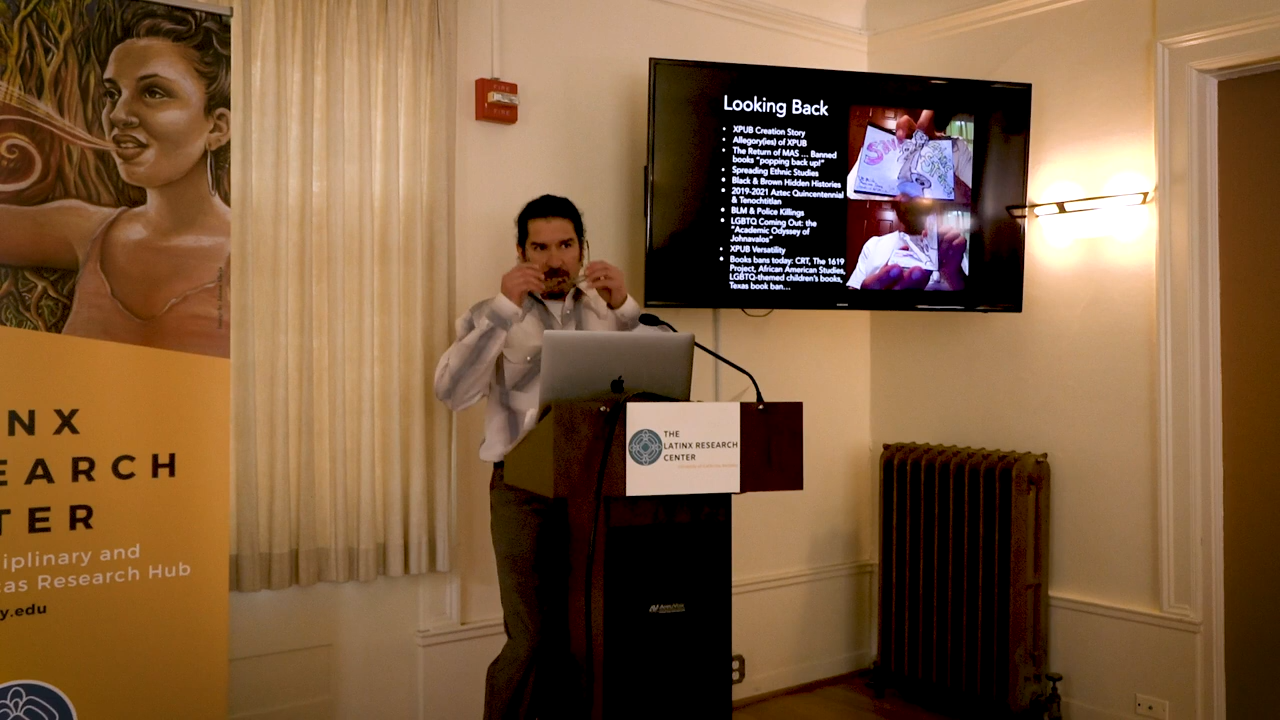 NX
EARCH
TER
iplinary and
as Research Hub
y.edu
FIRE
Looking Back
XPUB Creation Story
Allegory(ies) of XPUB
The Return of MAS ... Banned
books "popping back up!"
Spreading Ethnic Studies
Black & Brown Hidden Histories
2019-2021 Aztec Quincentennial
& Tenochtitlan
BLM & Police Killings
LGBTQ Coming Out: the
"Academic Odyssey of
Johnavalos"
XPUB Versatility
Books banned today: CRT, The 1619
Project, African American Studies,
LGBTQ-themed children's books,
Texas book ban...
THE
LATINX RESEARCH
CENTER